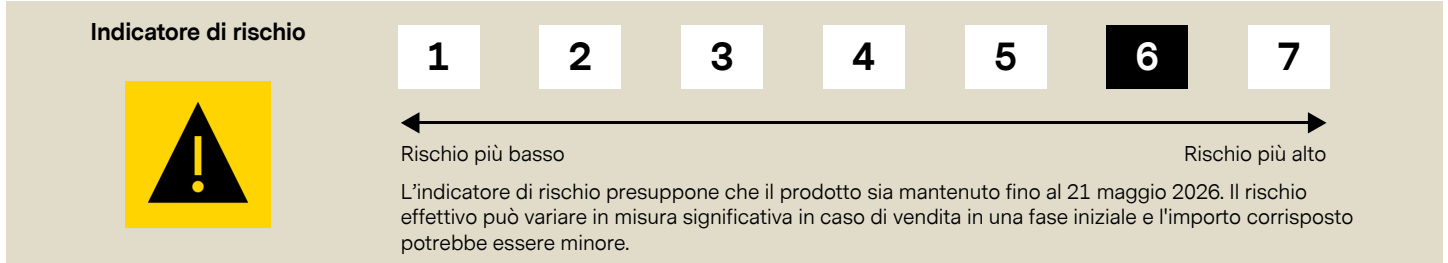 Indicatore di rischio
1 2 3 4 5 6 7
!
Rischio più basso
Rischio più alto
L’indicatore di rischio presuppone che il prodotto sia mantenuto fino al 21 maggio 2026. Il rischio
effettivo può variare in misura significativa in caso di vendita in una fase iniziale e l'importo corrisposto
potrebbe essere minore.